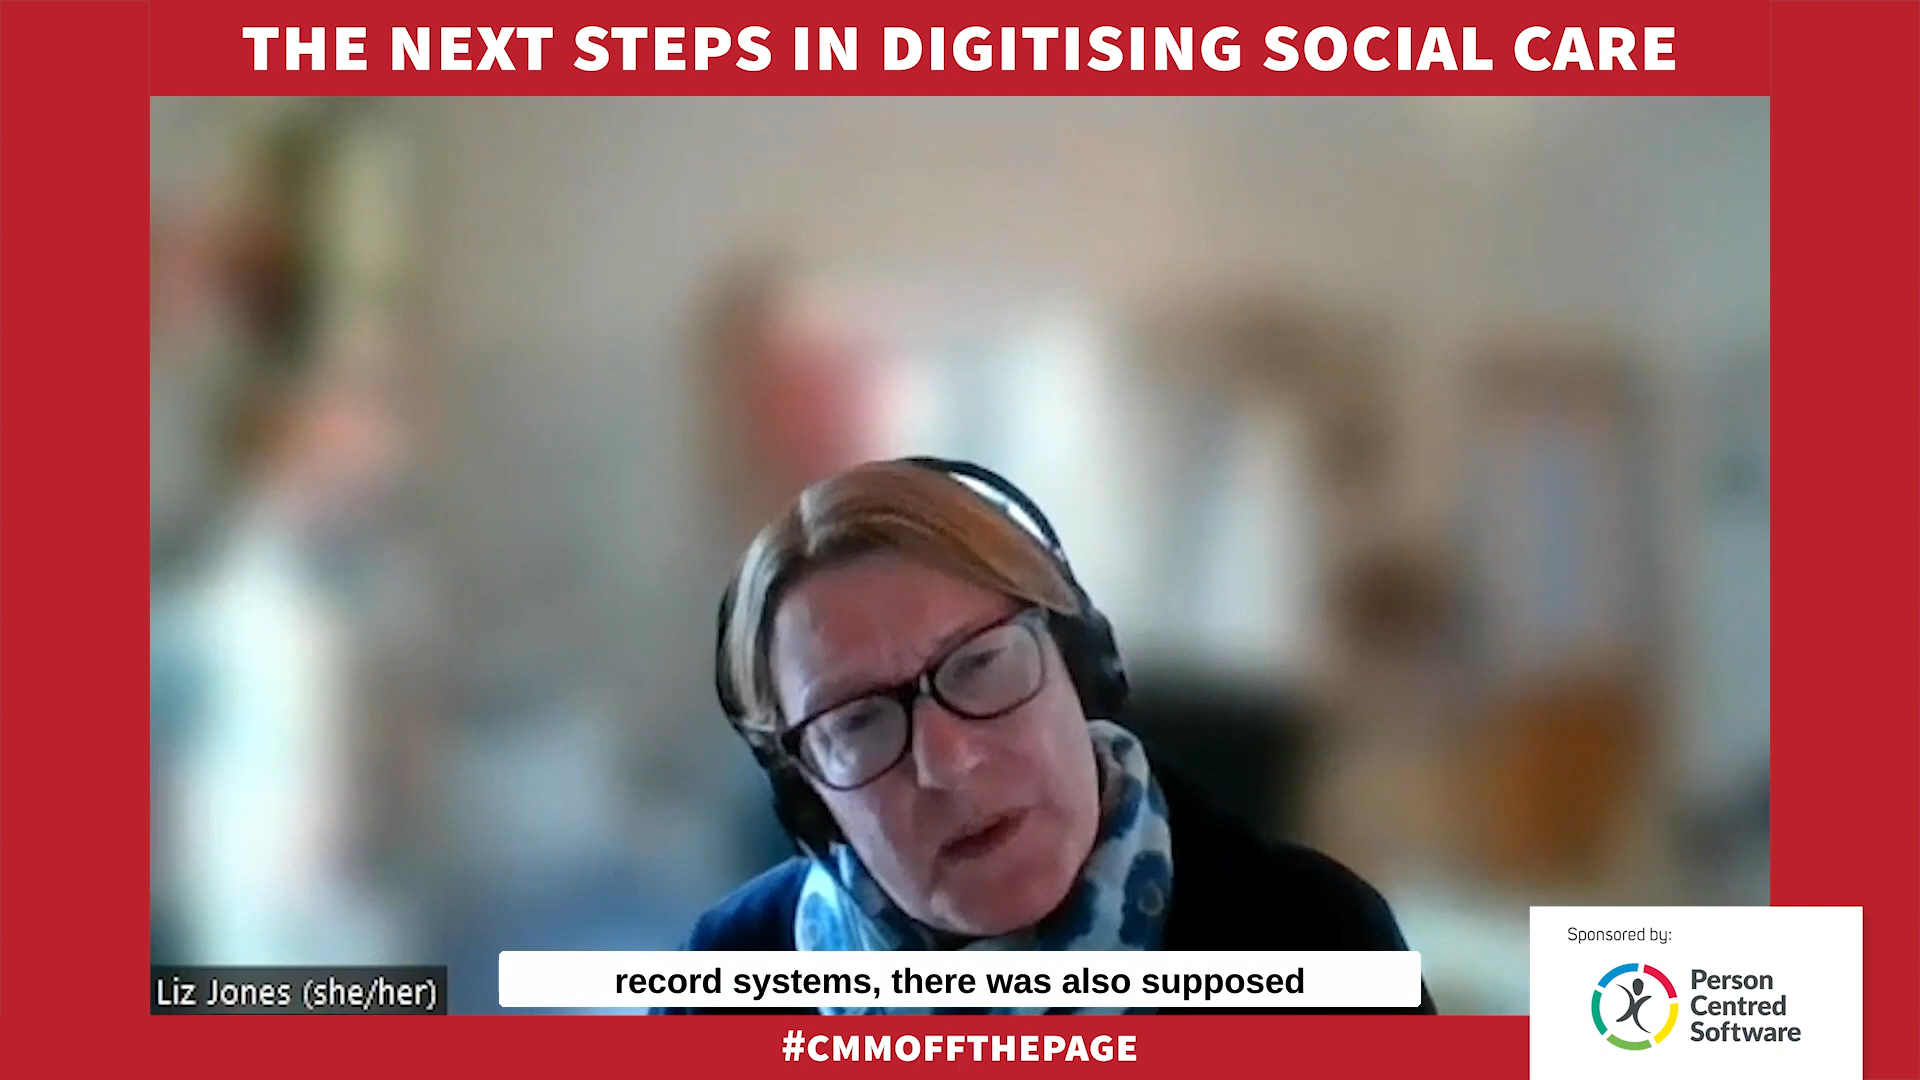 THE NEXT STEPS IN DIGITISING SOCIAL CARE
Liz Jones (she/her)
record systems, there was also supposed
Sponsored by:
Person
Centred
Software
#CMMOFFTHEPAGE